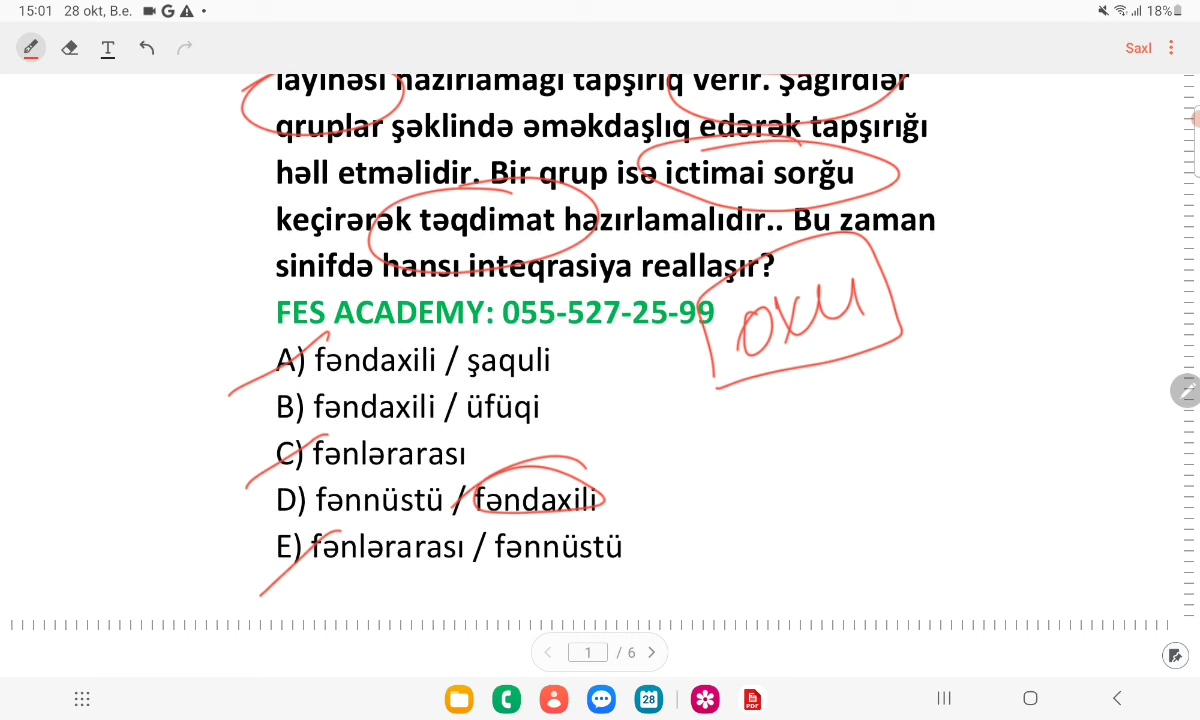 15:01 28 okt, B.e. G
18%
T
Saxl
layihəsi hazırlamağı tapşırıq verir. Şagirdlər
qruplar şəklində əməkdaşlıq edərək tapşırığı
həll etməlidir. Bir qrup isə ictimai sorğu
keçirərək təqdimat hazırlamalıdır.. Bu zaman
sinifdə hansı inteqrasiya reallaşır?
FES ACADEMY: 055-527-25-99
oxu
A) fəndaxili / şaquli
B) fəndaxili / üfüqi
C) fənlərarası
D) fənnüstü / fəndaxili
E) fənlərarası / fənnüstü
1 / 6
28
PDF